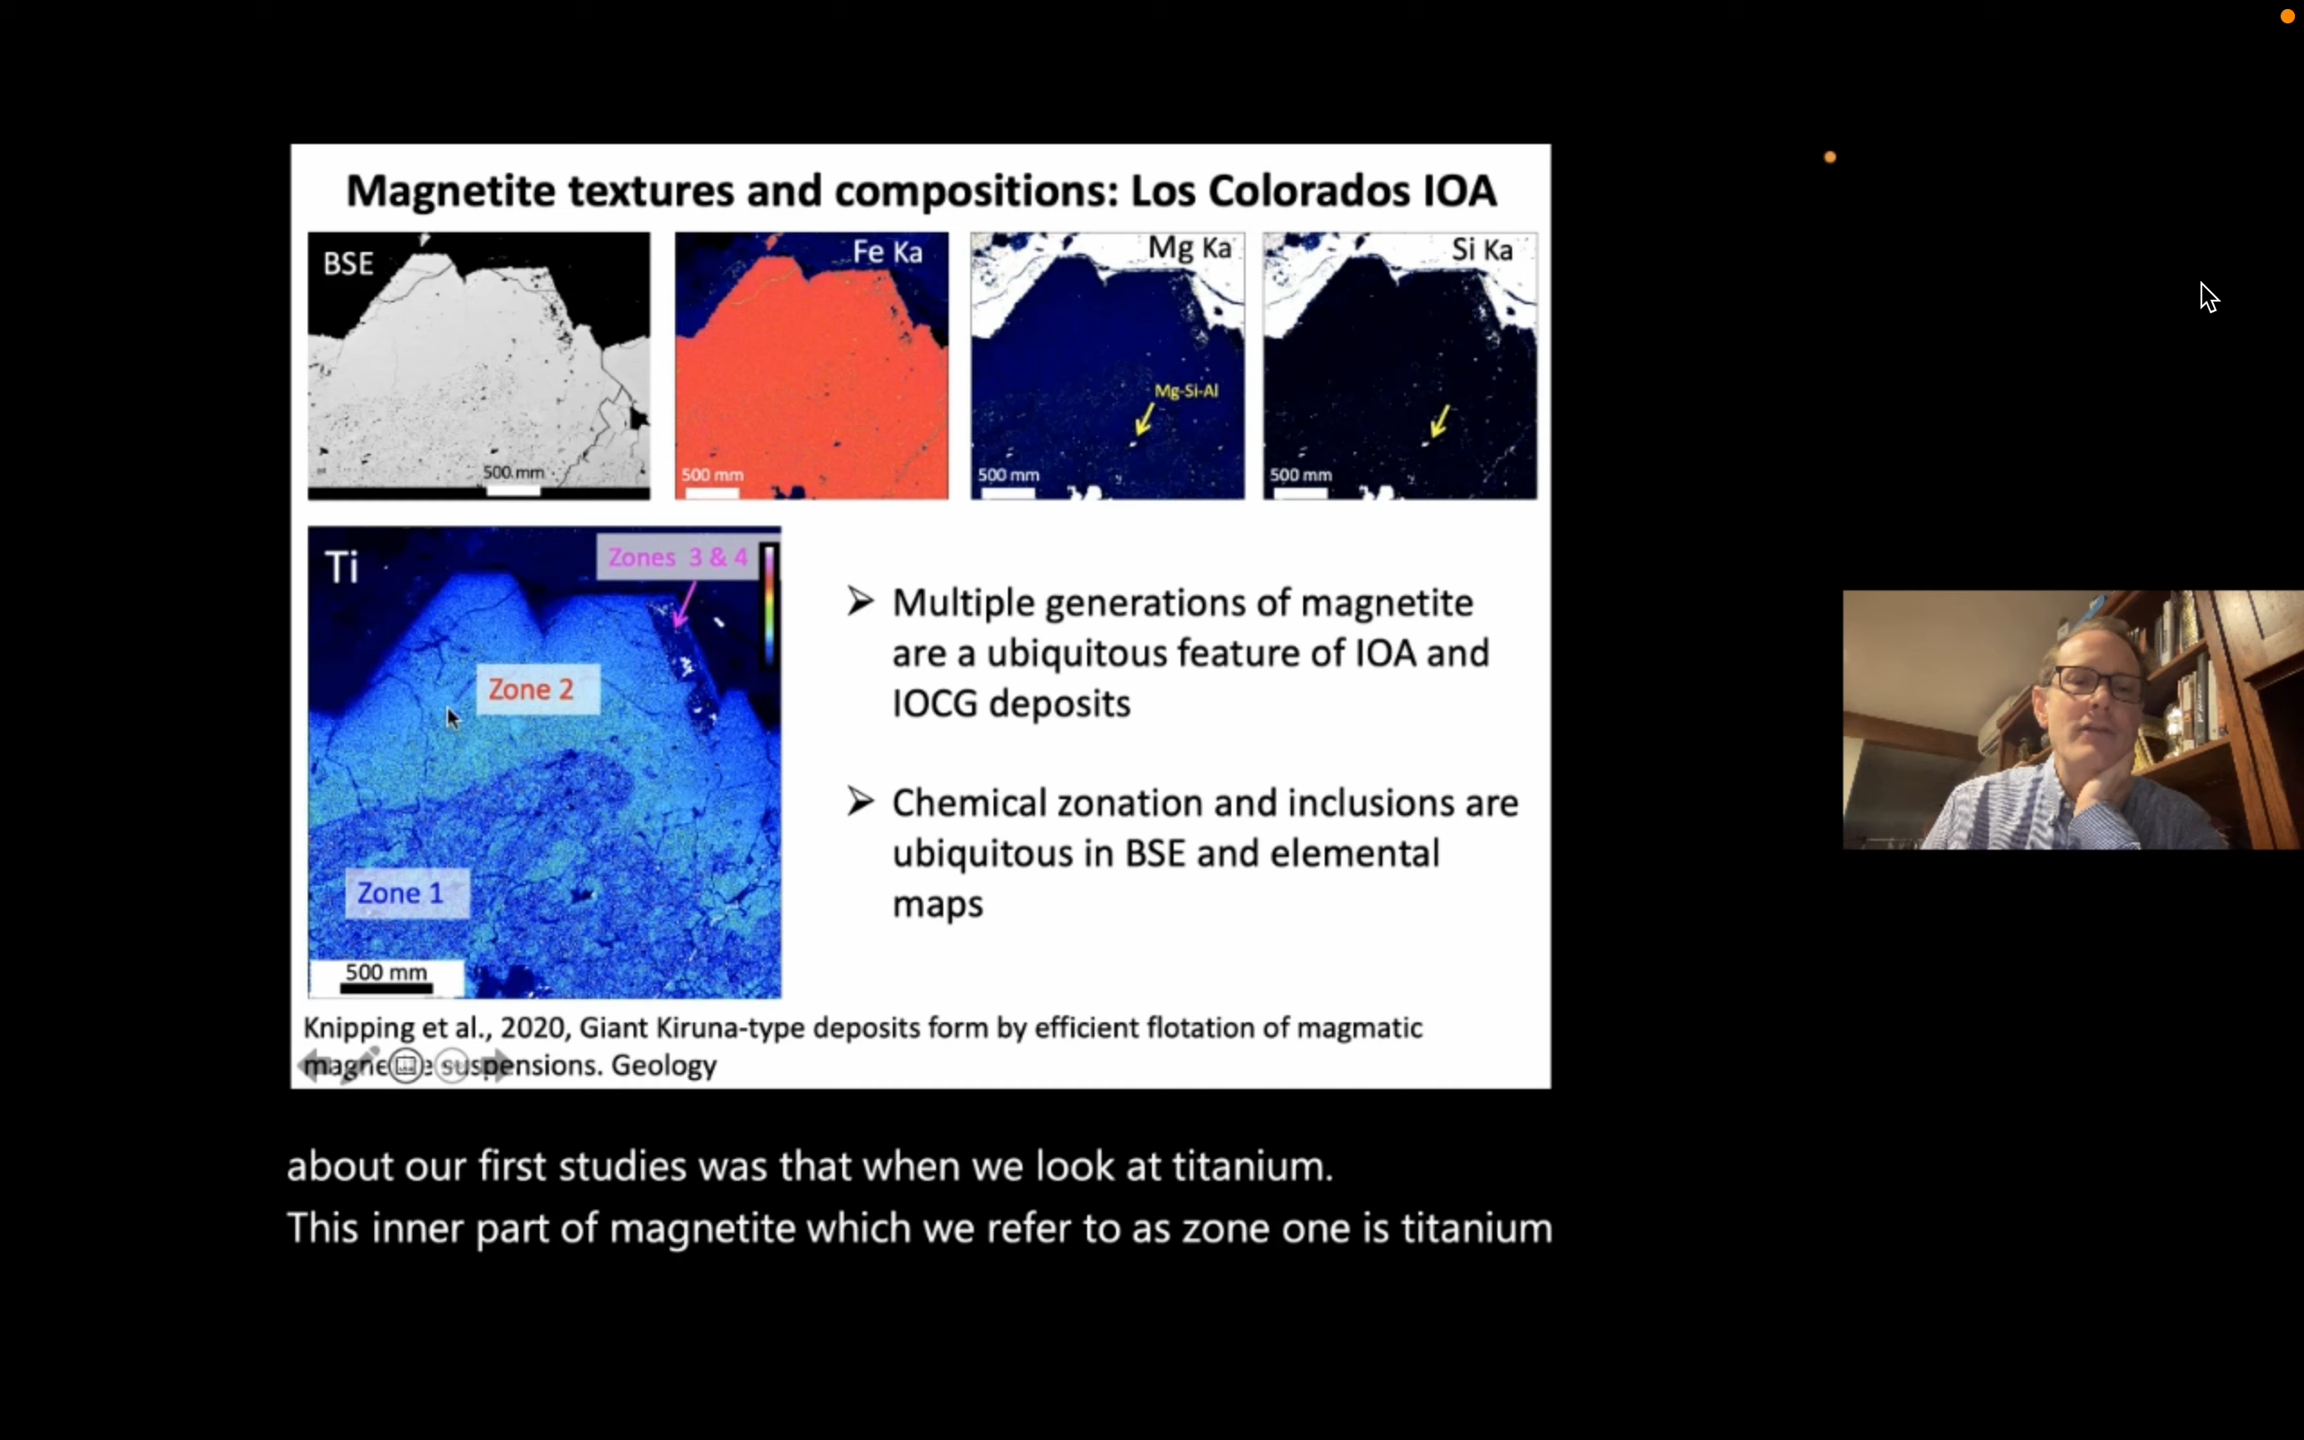 Magnetite textures and compositions: Los Colorados IOA
BSE
500 mm
Fe Ka
500 mm
Mg Ka
Mg-Si-Al
500 mm
Si Ka
500 mm
Ti
Zones 3 & 4
Zone 2
Zone 1
500 mm
Multiple generations of magnetite
are a ubiquitous feature of IOA and
IOCG deposits
Chemical zonation and inclusions are
ubiquitous in BSE and elemental
maps
Knipping et al., 2020, Giant Kiruna-type deposits form by efficient flotation of magmatic
magnetite suspensions. Geology
about our first studies was that when we look at titanium.
This inner part of magnetite which we refer to as zone one is titanium